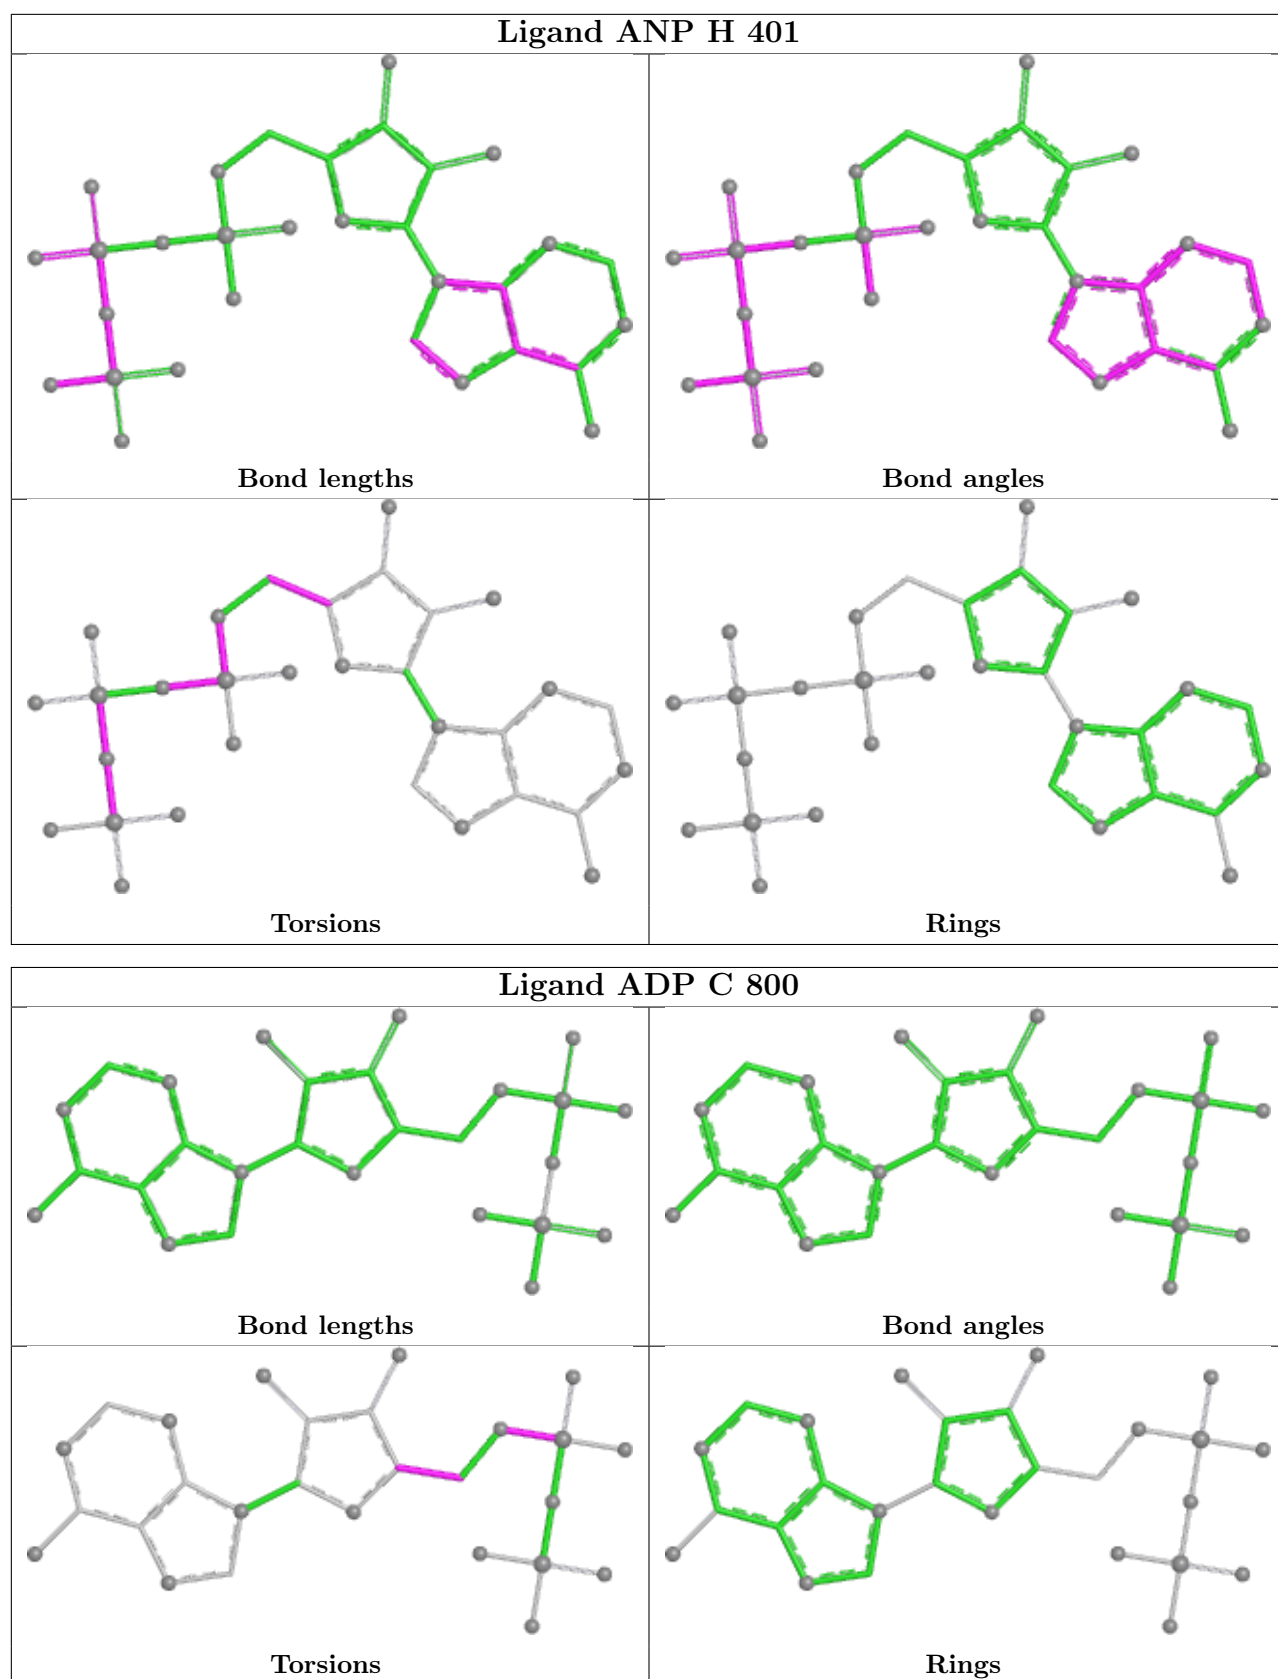 Ligand ANP H 401
Bond lengths
Bond angles
Torsions
Rings
Ligand ADP C 800
Bond lengths
Bond angles
Torsions
Rings